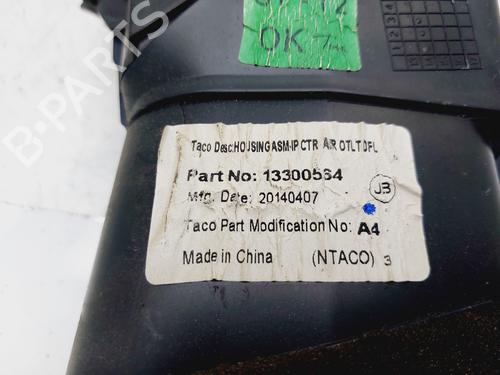 OK
Taco Desc:HOUSING ASM-IP CTR AIR OTLT DFL
Part No: 13300564
JB
Mfg. Date: 20140407
Taco Part Modification No: A4
Made in China (NTACO) 3